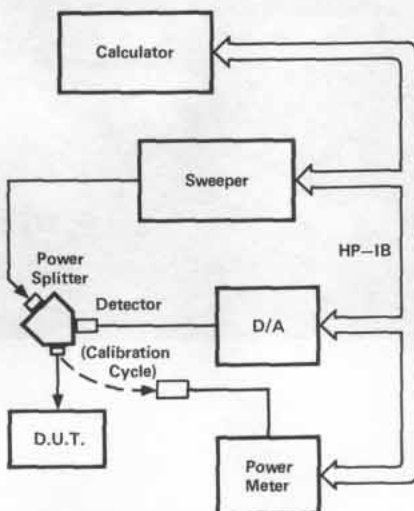 Calculator
Sweeper
HP–IB
Power
Splitter
Detector
D/A
(Calibration
Cycle)
D.U.T.
Power
Meter